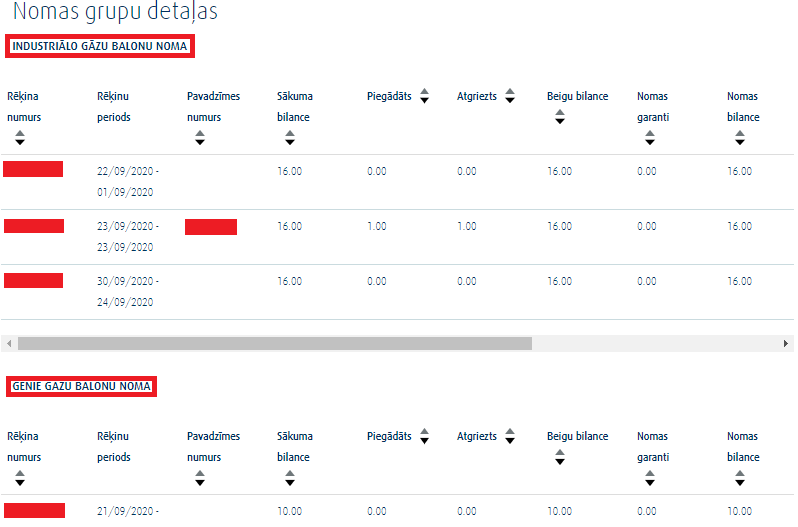 Nomas grupu detaļas
INDUSTRIĀLO GĀZU BALONU NOMA
Rēķina numurs Rēķinu periods Pavadzīmes numurs Sākuma bilance Piegādāts Atgriezts Beigu bilance Nomas garanti Nomas bilance
22/09/2020 - 01/09/2020 16.00 0.00 0.00 16.00 0.00 16.00
23/09/2020 - 23/09/2020 16.00 1.00 1.00 16.00 0.00 16.00
30/09/2020 - 24/09/2020 16.00 0.00 0.00 16.00 0.00 16.00
GENIE GAZU BALONU NOMA
Rēķina numurs Rēķinu periods Pavadzīmes numurs Sākuma bilance Piegādāts Atgriezts Beigu bilance Nomas garanti Nomas bilance
21/09/2020 - 10.00 0.00 0.00 10.00 0.00 10.00